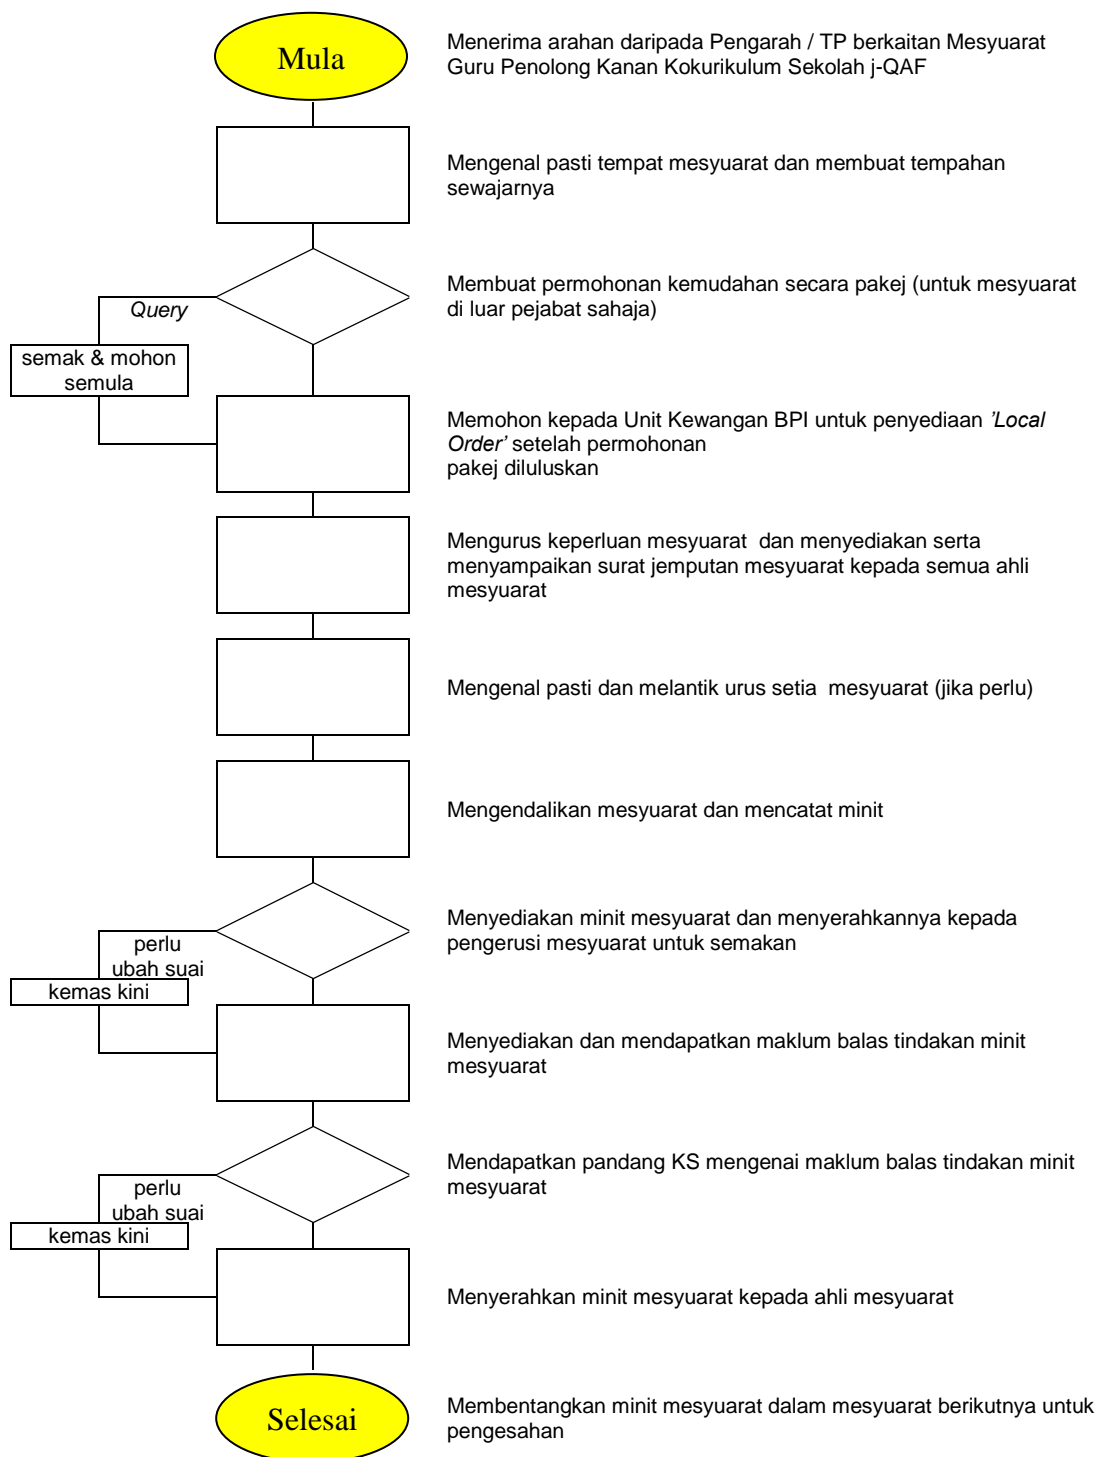 Mula
Menerima arahan daripada Pengarah / TP berkaitan Mesyuarat
Guru Penolong Kanan Kokurikulum Sekolah j-QAF
Mengenal pasti tempat mesyuarat dan membuat tempahan
sewajarnya
Membuat permohonan kemudahan secara pakej (untuk mesyuarat
di luar pejabat sahaja)
Query
semak & mohon
semula
Memohon kepada Unit Kewangan BPI untuk penyediaan ’Local
Order’ setelah permohonan
pakej diluluskan
Mengurus keperluan mesyuarat dan menyediakan serta
menyampaikan surat jemputan mesyuarat kepada semua ahli
mesyuarat
Mengenal pasti dan melantik urus setia mesyuarat (jika perlu)
Mengendalikan mesyuarat dan mencatat minit
Menyediakan minit mesyuarat dan menyerahkannya kepada
pengerusi mesyuarat untuk semakan
perlu
ubah suai
kemas kini
Menyediakan dan mendapatkan maklum balas tindakan minit
mesyuarat
Mendapatkan pandang KS mengenai maklum balas tindakan minit
mesyuarat
perlu
ubah suai
kemas kini
Menyerahkan minit mesyuarat kepada ahli mesyuarat
Selesai
Membentangkan minit mesyuarat dalam mesyuarat berikutnya untuk
pengesahan